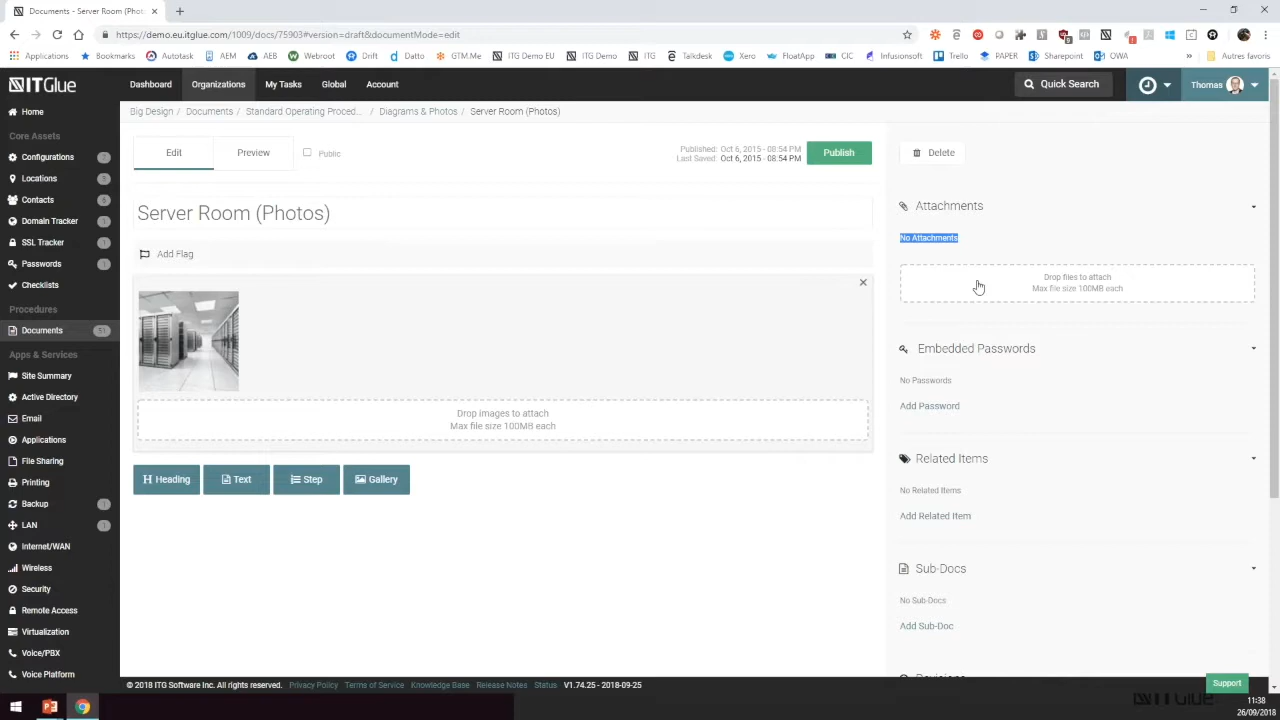 Documents - Server Room (Phot
https://demo.eu.itglue.com/1009/docs/75903#version=draft&documentMode=edit
Applications Bookmarks Autotask AEM AEB Webroot Drift Datto GTM.Me ITG Demo EU ITG Demo ITG Talkdesk Xero FloatApp CIC Infusionsoft Trello PAPER Sharepoint OWA » Autres favoris
ITGlue Dashboard Organizations My Tasks Global Account Quick Search Thomas
Big Design / Documents / Standard Operating Proced... / Diagrams & Photos / Server Room (Photos)
Home
Core Assets
Configurations 7
Locations 5
Contacts 6
Domain Tracker 1
SSL Tracker 1
Passwords 1
Checklists
Procedures
Documents 51
Apps & Services
Site Summary
Active Directory
Email
Applications
File Sharing
Printing
Backup 1
LAN 1
Internet/WAN
Wireless
Security
Remote Access
Virtualization
Voice/PBX
Voice Platform
Edit Preview Public
Published: Oct 6, 2015 - 08:54 PM
Last Saved: Oct 6, 2015 - 08:54 PM
Publish
Server Room (Photos)
Add Flag
Drop images to attach
Max file size 100MB each
Heading Text Step Gallery
Delete
Attachments
No Attachments
Drop files to attach
Max file size 100MB each
Embedded Passwords
No Passwords
Add Password
Related Items
No Related Items
Add Related Item
Sub-Docs
No Sub-Docs
Add Sub-Doc
© 2018 ITG Software Inc. All rights reserved. Privacy Policy Terms of Service Knowledge Base Release Notes Status V1.74.25 - 2018-09-25
Support
ITGlue
11:38
26/09/2018